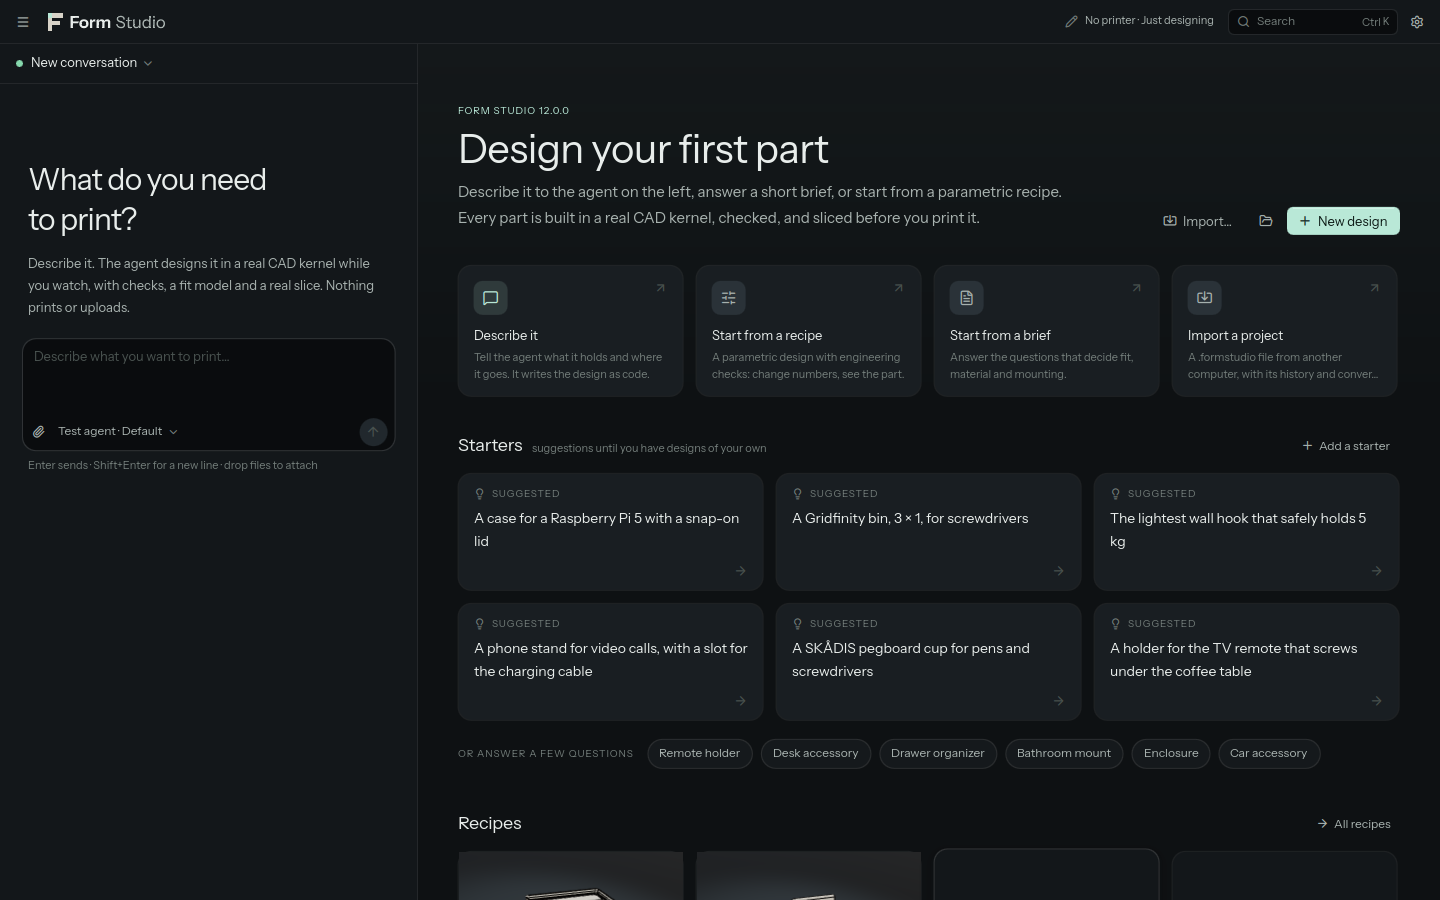 Form Studio
No printer · Just designing
Search
Ctrl K
New conversation
What do you need
to print?
Describe it. The agent designs it in a real CAD kernel while
you watch, with checks, a fit model and a real slice. Nothing
prints or uploads.
Describe what you want to print...
Test agent · Default
Enter sends · Shift+Enter for a new line · drop files to attach
FORM STUDIO 12.0.0
Design your first part
Describe it to the agent on the left, answer a short brief, or start from a parametric recipe.
Every part is built in a real CAD kernel, checked, and sliced before you print it.
Import...
New design
Describe it
Tell the agent what it holds and where
it goes. It writes the design as code.
Start from a recipe
A parametric design with engineering
checks: change numbers, see the part.
Start from a brief
Answer the questions that decide fit,
material and mounting.
Import a project
A .formstudio file from another
computer, with its history and conver...
Starters
suggestions until you have designs of your own
Add a starter
SUGGESTED
A case for a Raspberry Pi 5 with a snap-on
lid
SUGGESTED
A Gridfinity bin, 3 × 1, for screwdrivers
SUGGESTED
The lightest wall hook that safely holds 5
kg
SUGGESTED
A phone stand for video calls, with a slot for
the charging cable
SUGGESTED
A SKÅDIS pegboard cup for pens and
screwdrivers
SUGGESTED
A holder for the TV remote that screws
under the coffee table
OR ANSWER A FEW QUESTIONS
Remote holder
Desk accessory
Drawer organizer
Bathroom mount
Enclosure
Car accessory
Recipes
All recipes